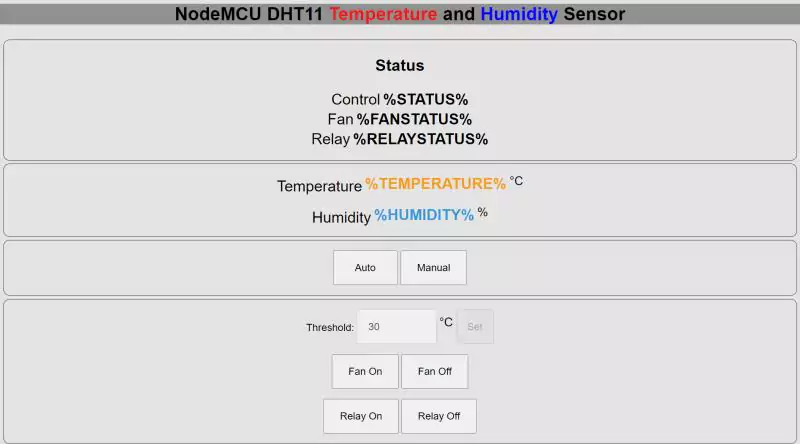 NodeMCU DHT11 Temperature and Humidity Sensor
Status
Control %STATUS%
Fan %FANSTATUS%
Relay %RELAYSTATUS%
Temperature %TEMPERATURE% °C
Humidity %HUMIDITY% %
Auto Manual
Threshold: 30 °C Set
Fan On Fan Off
Relay On Relay Off